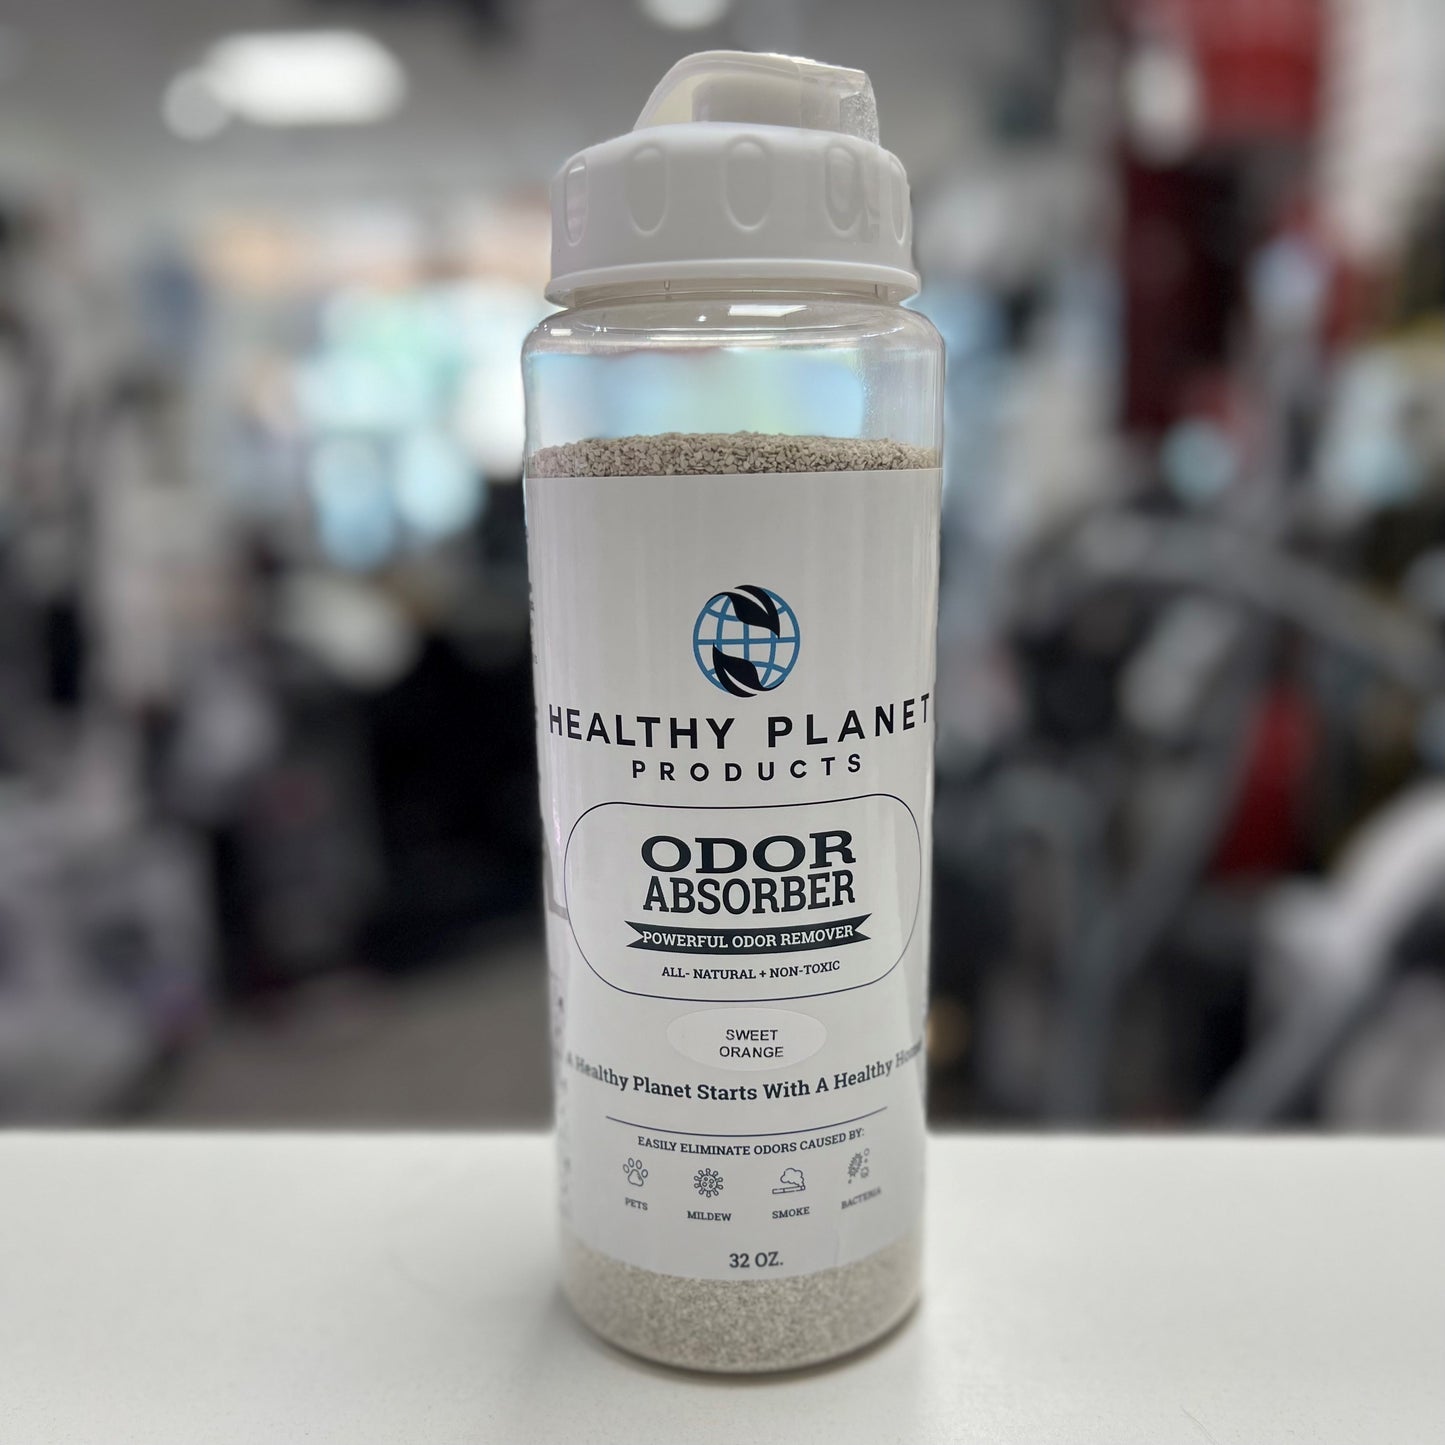 HEALTHY PLANET
PRODUCTS
ODOR
ABSORBER
POWERFUL ODOR REMOVER
ALL- NATURAL + NON-TOXIC
SWEET
ORANGE
A Healthy Planet Starts With A Healthy Home
EASILY ELIMINATE ODORS CAUSED BY:
PETS
MILDEW
SMOKE
BACTERIA
32 OZ.